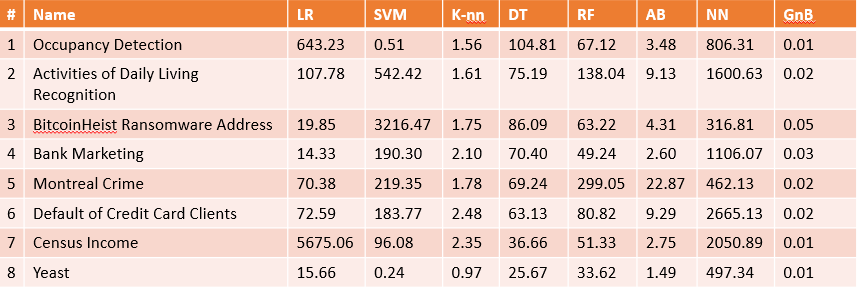 # Name LR SVM K-nn DT RF AB NN GnB
1 Occupancy Detection 643.23 0.51 1.56 104.81 67.12 3.48 806.31 0.01
2 Activities of Daily Living 107.78 542.42 1.61 75.19 138.04 9.13 1600.63 0.02
Recognition
3 BitcoinHeist Ransomware Address 19.85 3216.47 1.75 86.09 63.22 4.31 316.81 0.05
4 Bank Marketing 14.33 190.30 2.10 70.40 49.24 2.60 1106.07 0.03
5 Montreal Crime 70.38 219.35 1.78 69.24 299.05 22.87 462.13 0.02
6 Default of Credit Card Clients 72.59 183.77 2.48 63.13 80.82 9.29 2665.13 0.02
7 Census Income 5675.06 96.08 2.35 36.66 51.33 2.75 2050.89 0.01
8 Yeast 15.66 0.24 0.97 25.67 33.62 1.49 497.34 0.01